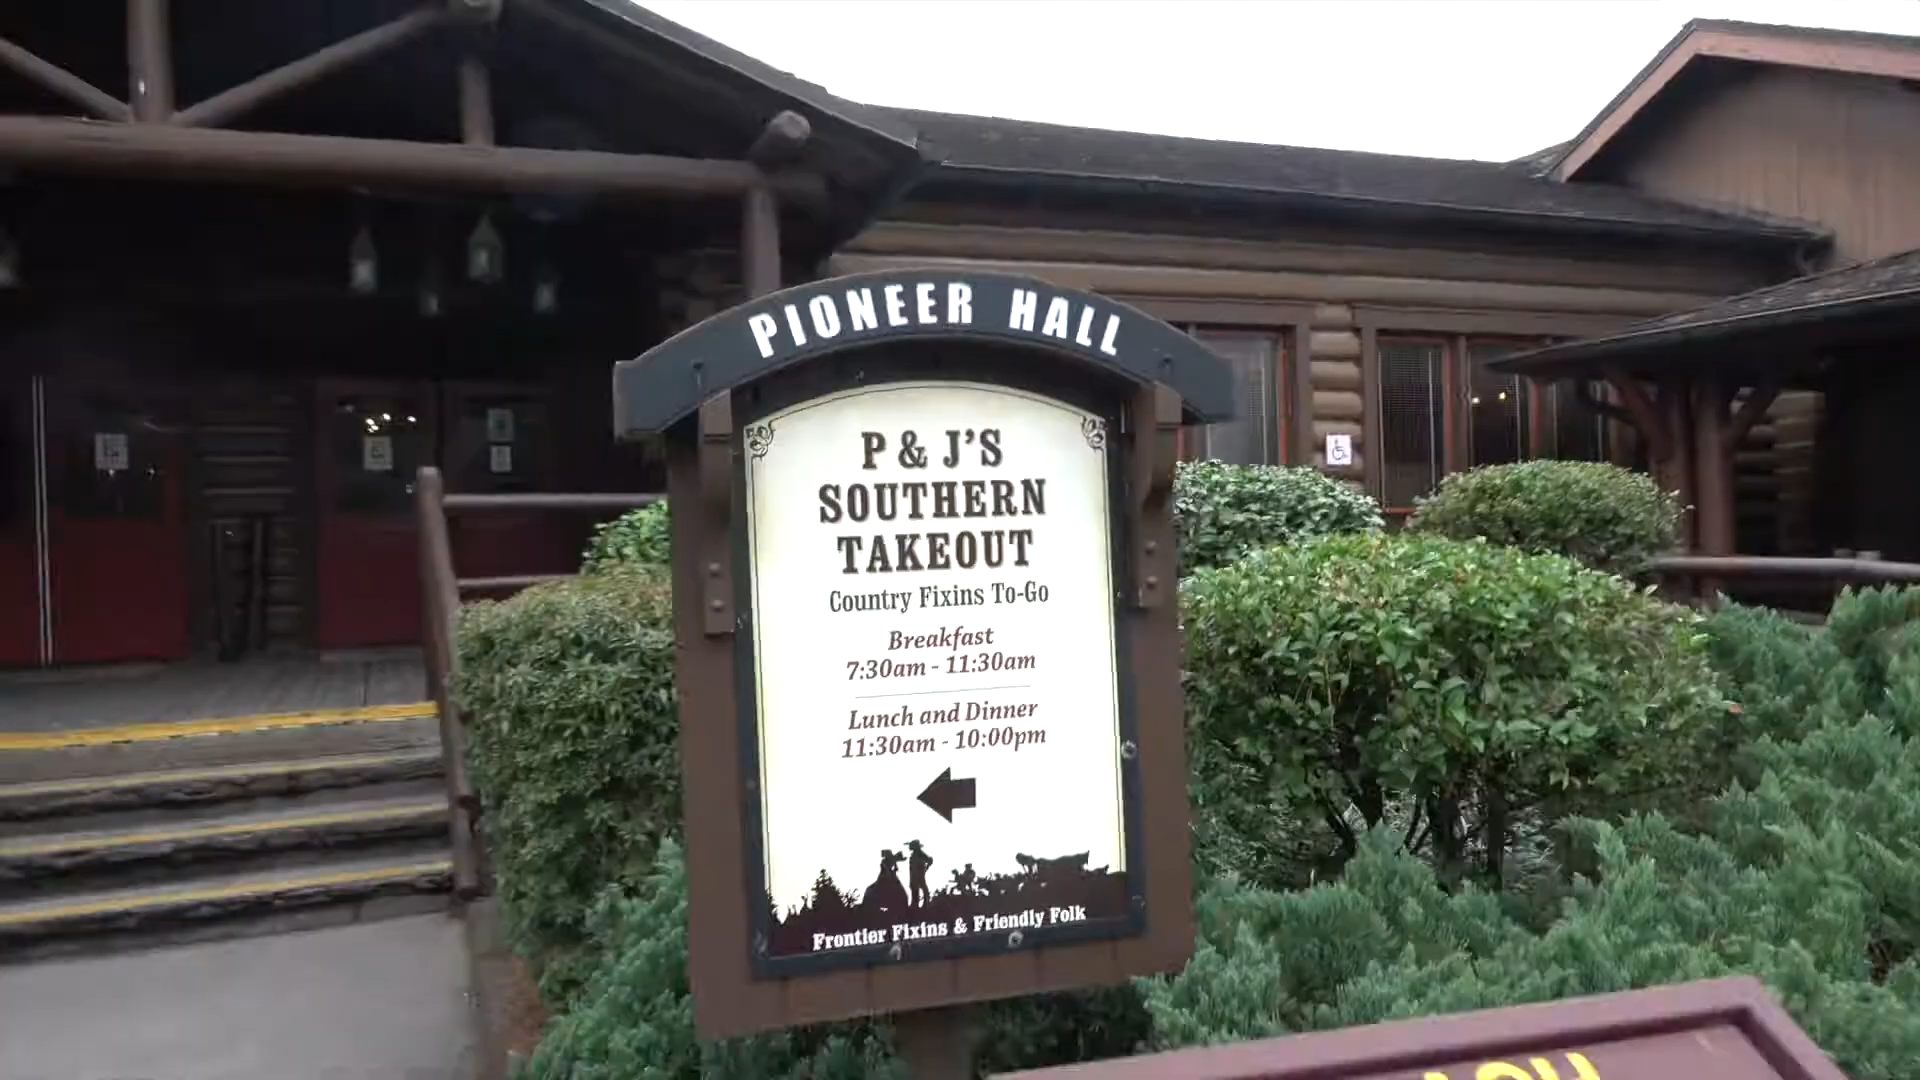 PIONEER HALL
P & J'S
SOUTHERN
TAKEOUT
Country Fixins To-Go
Breakfast
7:30am - 11:30am
Lunch and Dinner
11:30am - 10:00pm
Frontier Fixins & Friendly Folk